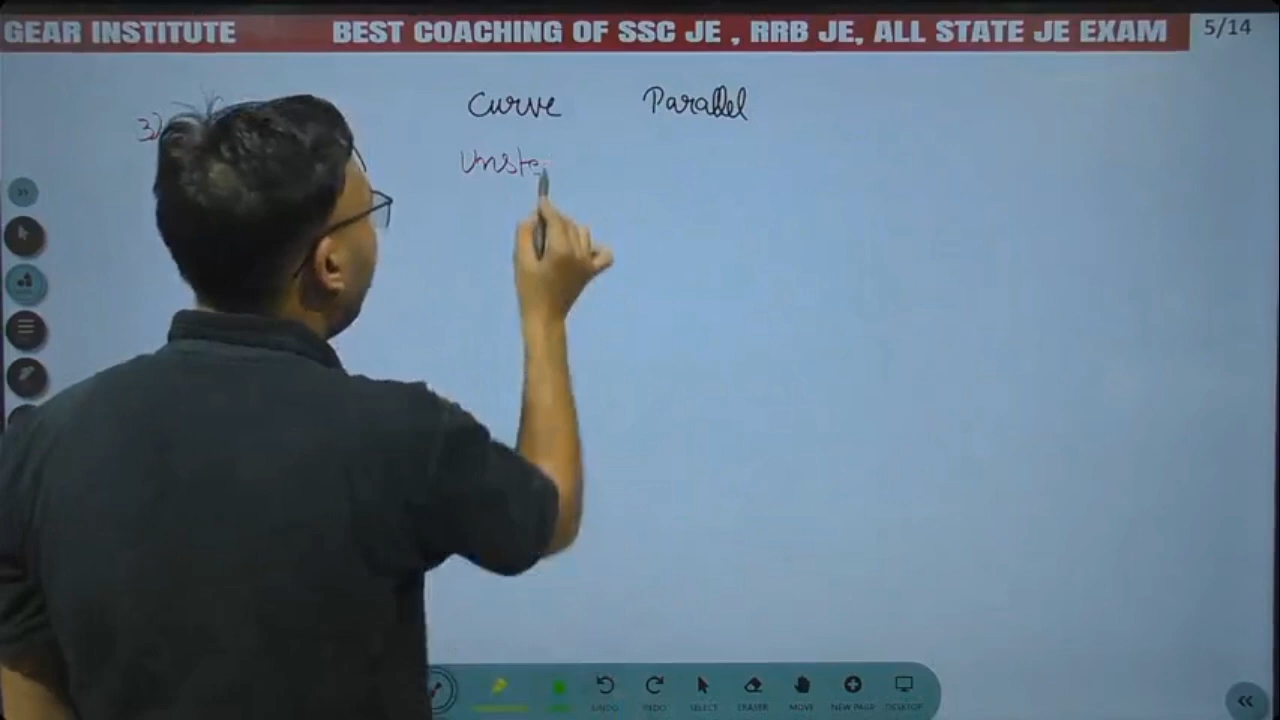 GEAR INSTITUTE BEST COACHING OF SSC JE , RRB JE, ALL STATE JE EXAM 5/14
3)
Curve Parallel
Unste
UNDO REDO SELECT ERASER MOVE NEW PAGE DESKTOP